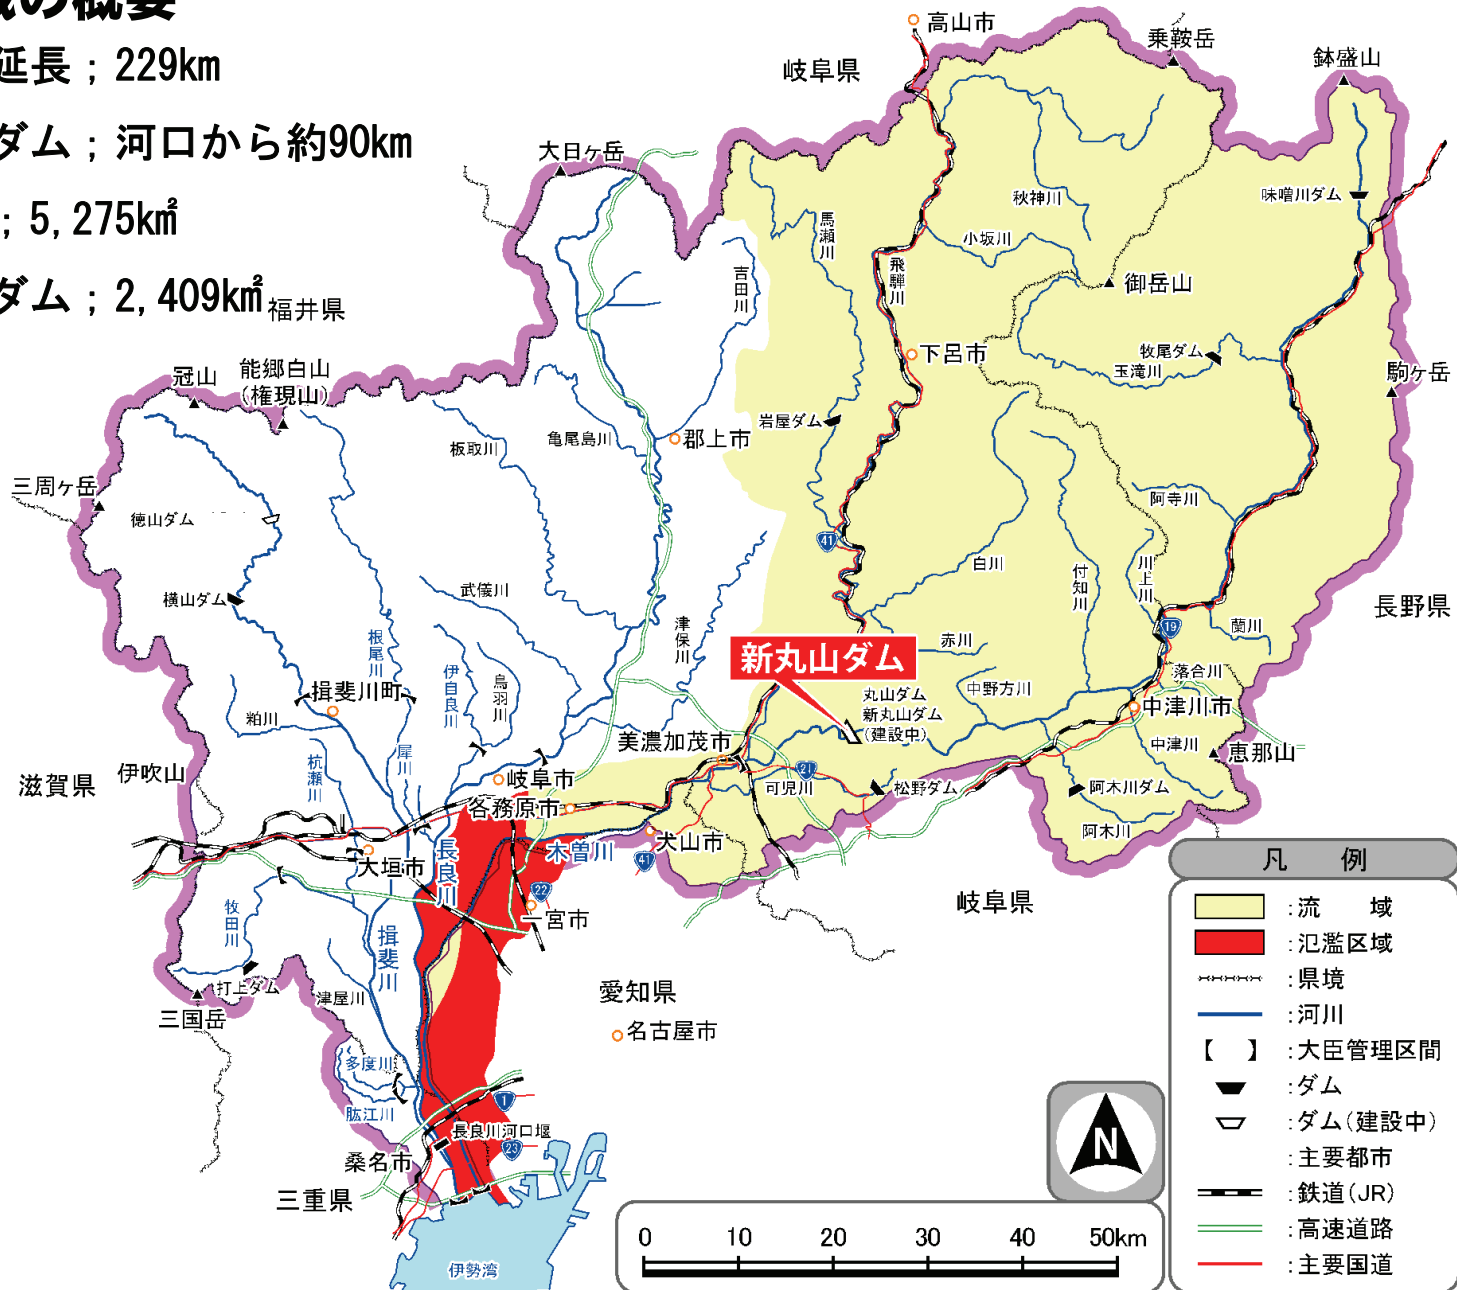 の概要
延長；229km
ダム；河口から約90km
；5,275k㎡
ダム；2,409k㎡
高山市
乗鞍岳
鉢盛山
岐阜県
大日ヶ岳
味噌川ダム
秋神川
馬瀬川
小坂川
飛騨川
吉田川
御岳山
福井県
下呂市
牧尾ダム
玉滝川
駒ヶ岳
冠山
能郷白山
（権現山）
岩屋ダム
郡上市
亀尾島川
板取川
三周ヶ岳
徳山ダム
阿寺川
41
白川
付知川
川上川
横山ダム
武儀川
津保川
長野県
19
蘭川
根尾川
伊自良川
鳥羽川
赤川
新丸山ダム
落合川
揖斐川町
丸山ダム
新丸山ダム
（建設中）
中野方川
中津川市
粕川
美濃加茂市
中津川
恵那山
杭瀬川
犀川
岐阜市
21
可児川
松野ダム
阿木川ダム
滋賀県
伊吹山
各務原市
阿木川
犬山市
木曽川
41
長良川
大垣市
22
一宮市
岐阜県
牧田川
揖斐川
打上ダム
津屋川
三国岳
愛知県
名古屋市
多度川
肱江川
1
長良川河口堰
23
桑名市
三重県
伊勢湾
N
0 10 20 30 40 50km
凡 例
：流 域
：氾濫区域
：県境
：河川
【 】：大臣管理区間
：ダム
：ダム（建設中）
：主要都市
：鉄道（JR）
：高速道路
：主要国道